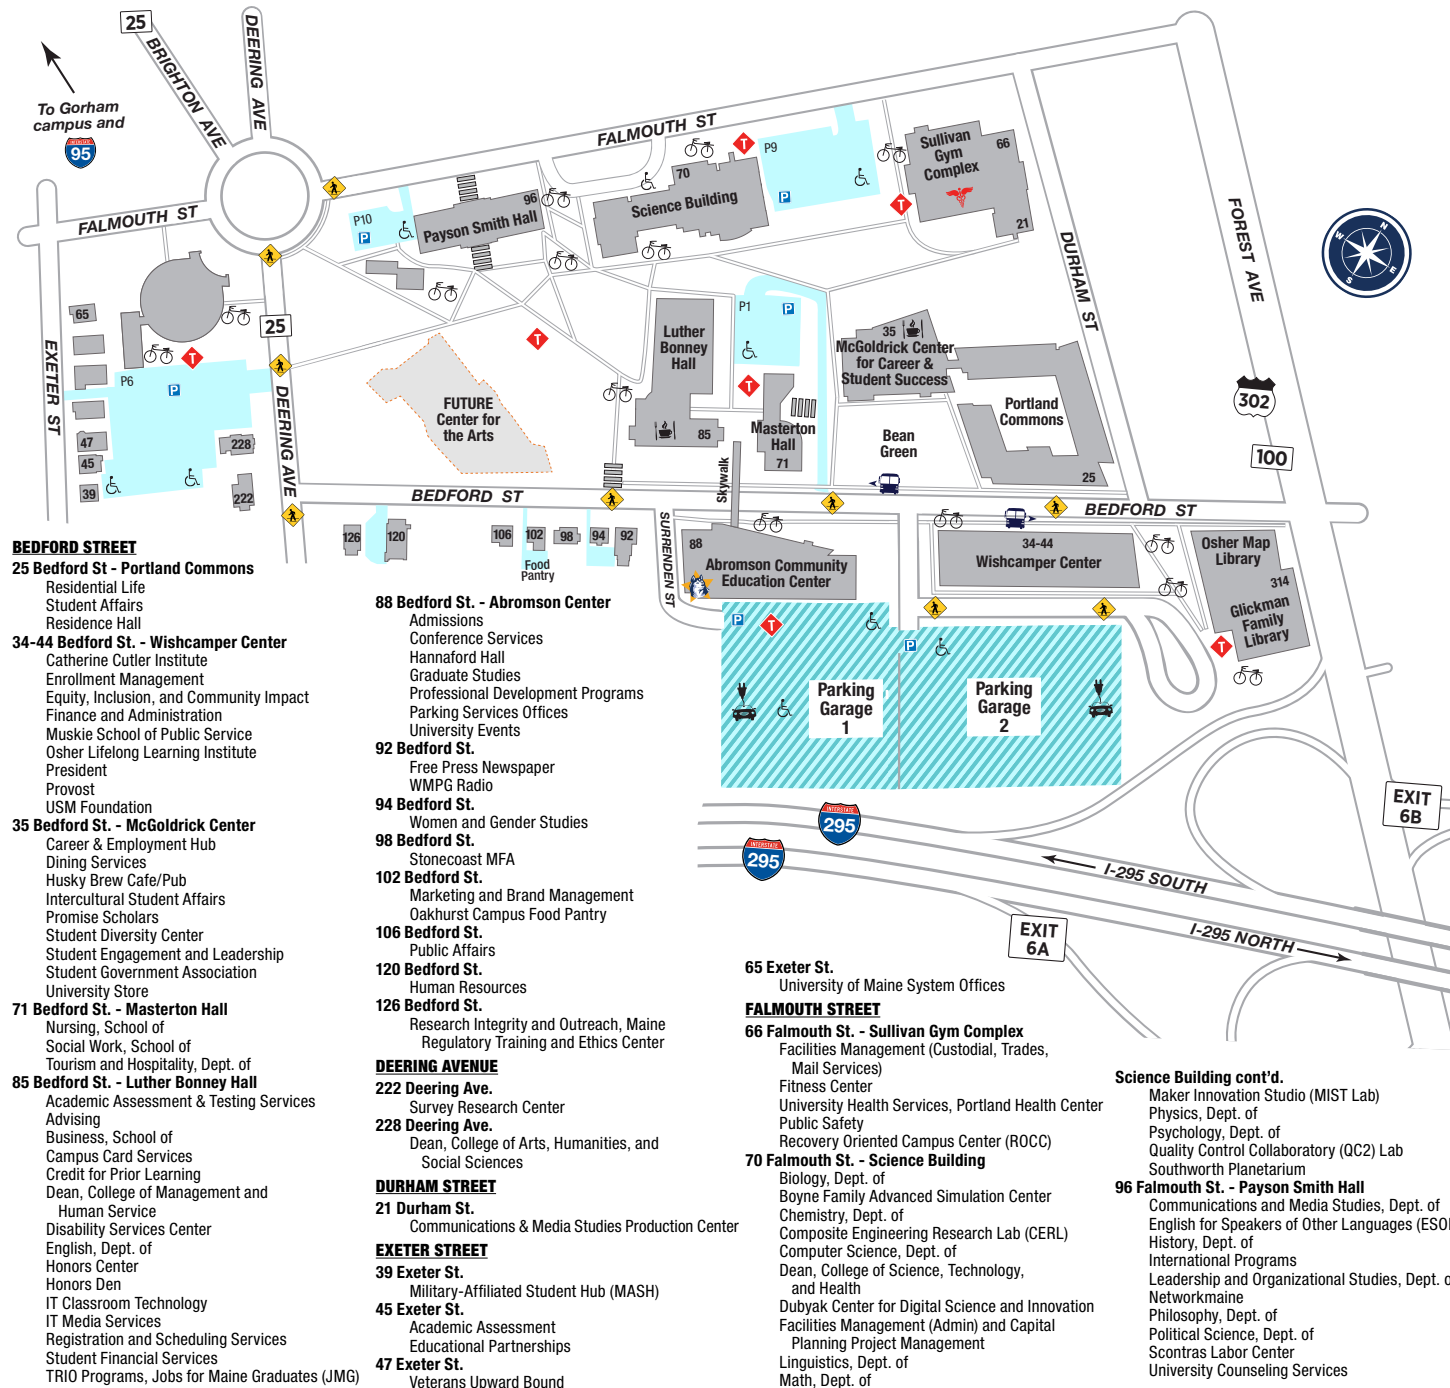 25
BRIGHTON AVE
DEERING AVE
To Gorham
campus and
INTERSTATE
95
FALMOUTH ST
FALMOUTH ST
EXETER ST
DEERING AVE
25
P10
P
96
Payson Smith Hall
70
Science Building
T
P9
P
T
Sullivan
Gym
Complex
66
21
DURHAM ST
FOREST AVE
N
E
S
W
302
100
65
T
P6
P
47
45
39
228
222
T
FUTURE
Center for
the Arts
Luther
Bonney
Hall
85
P1
P
T
Masterton
Hall
71
35
McGoldrick Center
for Career &
Student Success
Portland
Commons
25
Bean
Green
Skywalk
BEDFORD ST
BEDFORD ST
SURRENDEN ST
126
120
106
102
98
94
92
Food
Pantry
88
Abromson Community
Education Center
34-44
Wishcamper Center
Osher Map
Library
314
Glickman
Family
Library
T
P
T
P
Parking
Garage
1
Parking
Garage
2
INTERSTATE
295
INTERSTATE
295
I-295 SOUTH
I-295 NORTH
EXIT
6B
EXIT
6A
BEDFORD STREET
25 Bedford St - Portland Commons
Residential Life
Student Affairs
Residence Hall
34-44 Bedford St. - Wishcamper Center
Catherine Cutler Institute
Enrollment Management
Equity, Inclusion, and Community Impact
Finance and Administration
Muskie School of Public Service
Osher Lifelong Learning Institute
President
Provost
USM Foundation
35 Bedford St. - McGoldrick Center
Career & Employment Hub
Dining Services
Husky Brew Cafe/Pub
Intercultural Student Affairs
Promise Scholars
Student Diversity Center
Student Engagement and Leadership
Student Government Association
University Store
71 Bedford St. - Masterton Hall
Nursing, School of
Social Work, School of
Tourism and Hospitality, Dept. of
85 Bedford St. - Luther Bonney Hall
Academic Assessment & Testing Services
Advising
Business, School of
Campus Card Services
Credit for Prior Learning
Dean, College of Management and
Human Service
Disability Services Center
English, Dept. of
Honors Center
Honors Den
IT Classroom Technology
IT Media Services
Registration and Scheduling Services
Student Financial Services
TRIO Programs, Jobs for Maine Graduates (JMG)
88 Bedford St. - Abromson Center
Admissions
Conference Services
Hannaford Hall
Graduate Studies
Professional Development Programs
Parking Services Offices
University Events
92 Bedford St.
Free Press Newspaper
WMPG Radio
94 Bedford St.
Women and Gender Studies
98 Bedford St.
Stonecoast MFA
102 Bedford St.
Marketing and Brand Management
Oakhurst Campus Food Pantry
106 Bedford St.
Public Affairs
120 Bedford St.
Human Resources
126 Bedford St.
Research Integrity and Outreach, Maine
Regulatory Training and Ethics Center
DEERING AVENUE
222 Deering Ave.
Survey Research Center
228 Deering Ave.
Dean, College of Arts, Humanities, and
Social Sciences
DURHAM STREET
21 Durham St.
Communications & Media Studies Production Center
EXETER STREET
39 Exeter St.
Military-Affiliated Student Hub (MASH)
45 Exeter St.
Academic Assessment
Educational Partnerships
47 Exeter St.
Veterans Upward Bound
65 Exeter St.
University of Maine System Offices
FALMOUTH STREET
66 Falmouth St. - Sullivan Gym Complex
Facilities Management (Custodial, Trades,
Mail Services)
Fitness Center
University Health Services, Portland Health Center
Public Safety
Recovery Oriented Campus Center (ROCC)
70 Falmouth St. - Science Building
Biology, Dept. of
Boyne Family Advanced Simulation Center
Chemistry, Dept. of
Composite Engineering Research Lab (CERL)
Computer Science, Dept. of
Dean, College of Science, Technology,
and Health
Dubyak Center for Digital Science and Innovation
Facilities Management (Admin) and Capital
Planning Project Management
Linguistics, Dept. of
Math, Dept. of
Science Building cont'd.
Maker Innovation Studio (MIST Lab)
Physics, Dept. of
Psychology, Dept. of
Quality Control Collaboratory (QC2) Lab
Southworth Planetarium
96 Falmouth St. - Payson Smith Hall
Communications and Media Studies, Dept. of
English for Speakers of Other Languages (ESO
History, Dept. of
International Programs
Leadership and Organizational Studies, Dept. o
Networkmaine
Philosophy, Dept. of
Political Science, Dept. of
Scontras Labor Center
University Counseling Services